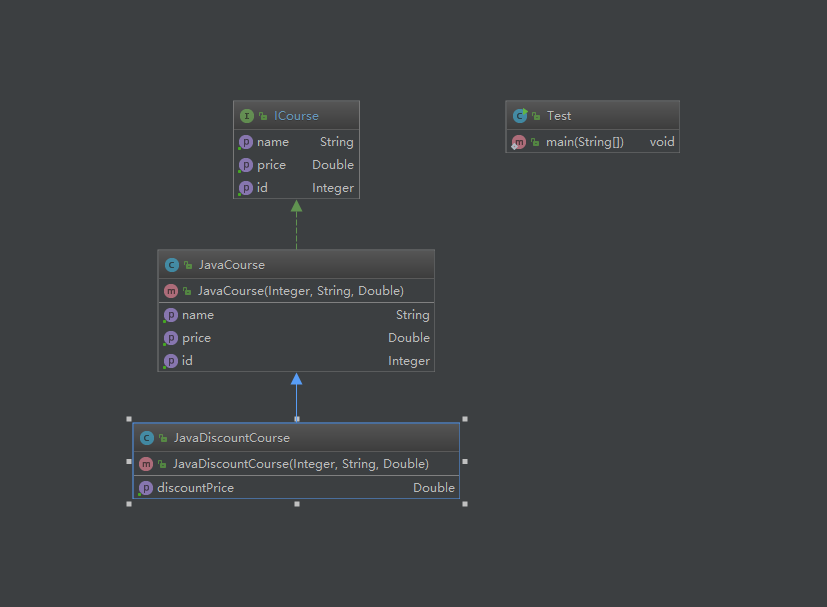 ICourse
name String
price Double
id Integer
Test
main(String[]) void
JavaCourse
JavaCourse(Integer, String, Double)
name String
price Double
id Integer
JavaDiscountCourse
JavaDiscountCourse(Integer, String, Double)
discountPrice Double